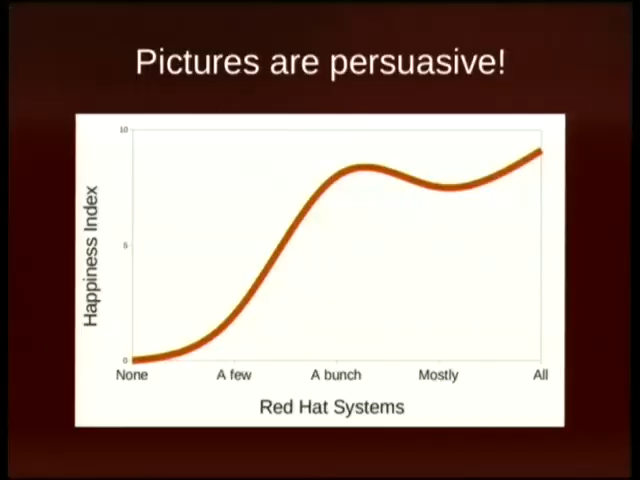 Pictures are persuasive!
10
5
0
Happiness Index
None A few A bunch Mostly All
Red Hat Systems